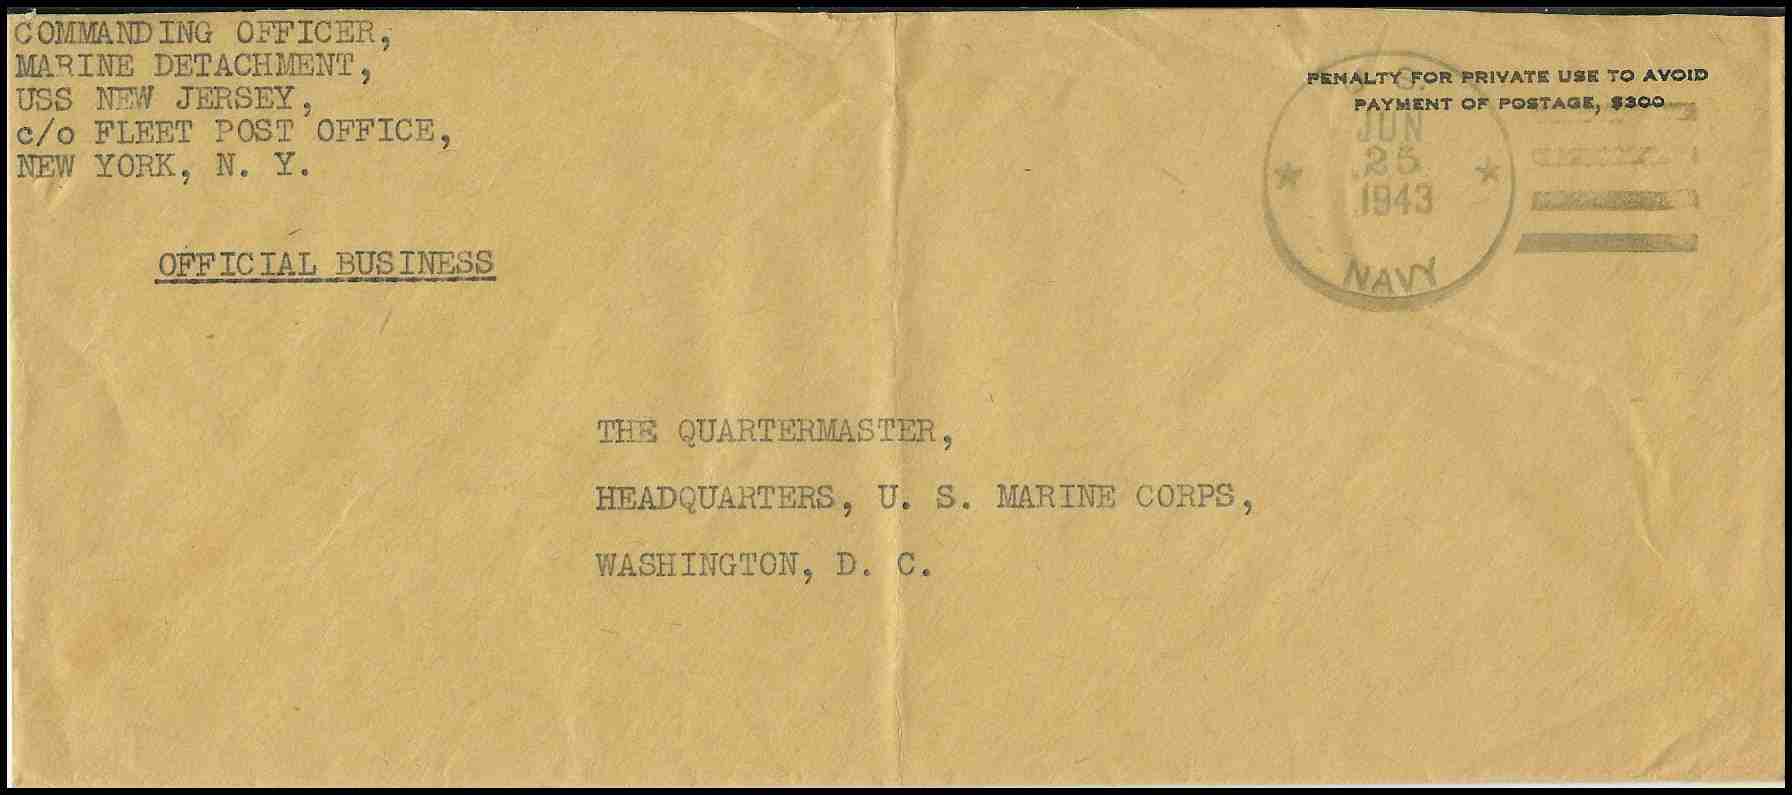 COMMANDING OFFICER,
MARINE DETACHMENT,
USS NEW JERSEY,
c/o FLEET POST OFFICE,
NEW YORK, N. Y.
OFFICIAL BUSINESS
PENALTY FOR PRIVATE USE TO AVOID
PAYMENT OF POSTAGE, $300
U. S.
JUN
25
1943
NAVY
THE QUARTERMASTER,
HEADQUARTERS, U. S. MARINE CORPS,
WASHINGTON, D. C.